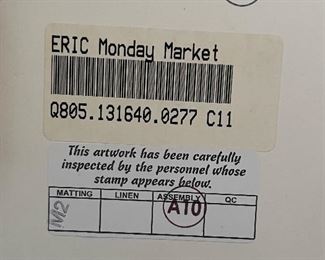 ERIC Monday Market
Q805.131640.0277 C11
This artwork has been carefully
inspected by the personnel whose
stamp appears below.
MATTING LINEN ASSEMBLY QC
M2 A10